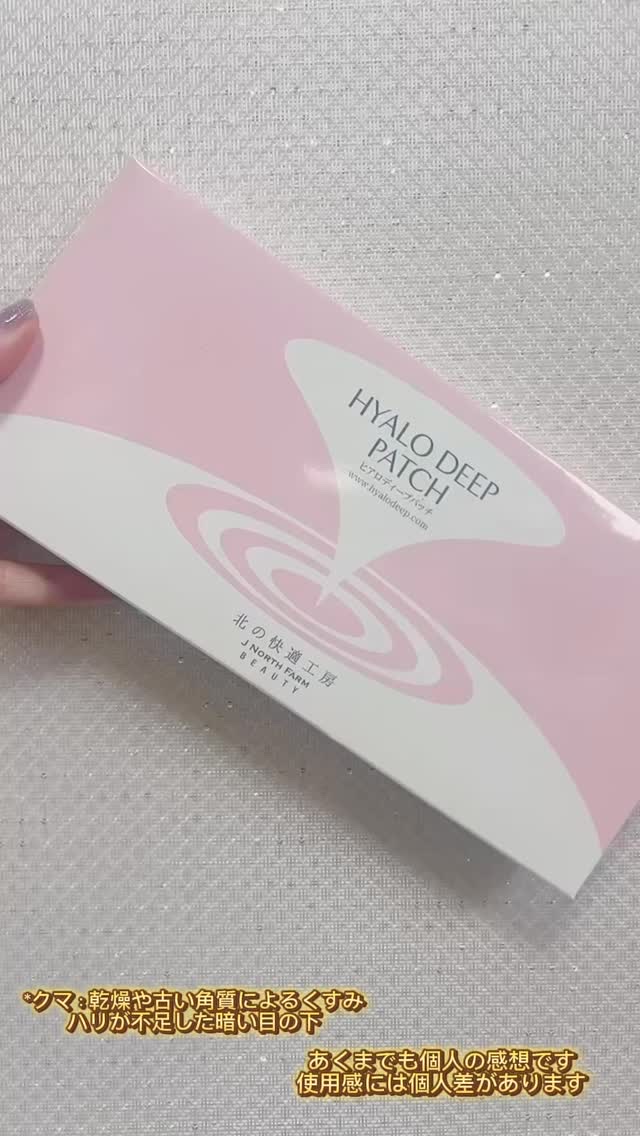 HYALO DEEP
PATCH
ヒアロディープパッチ
www.hyalodeep.com
北の快適工房
J NORTH FARM
BEAUTY
*クマ:乾燥や古い角質によるくすみ
ハリが不足した暗い目の下
あくまでも個人の感想です
使用感には個人差があります